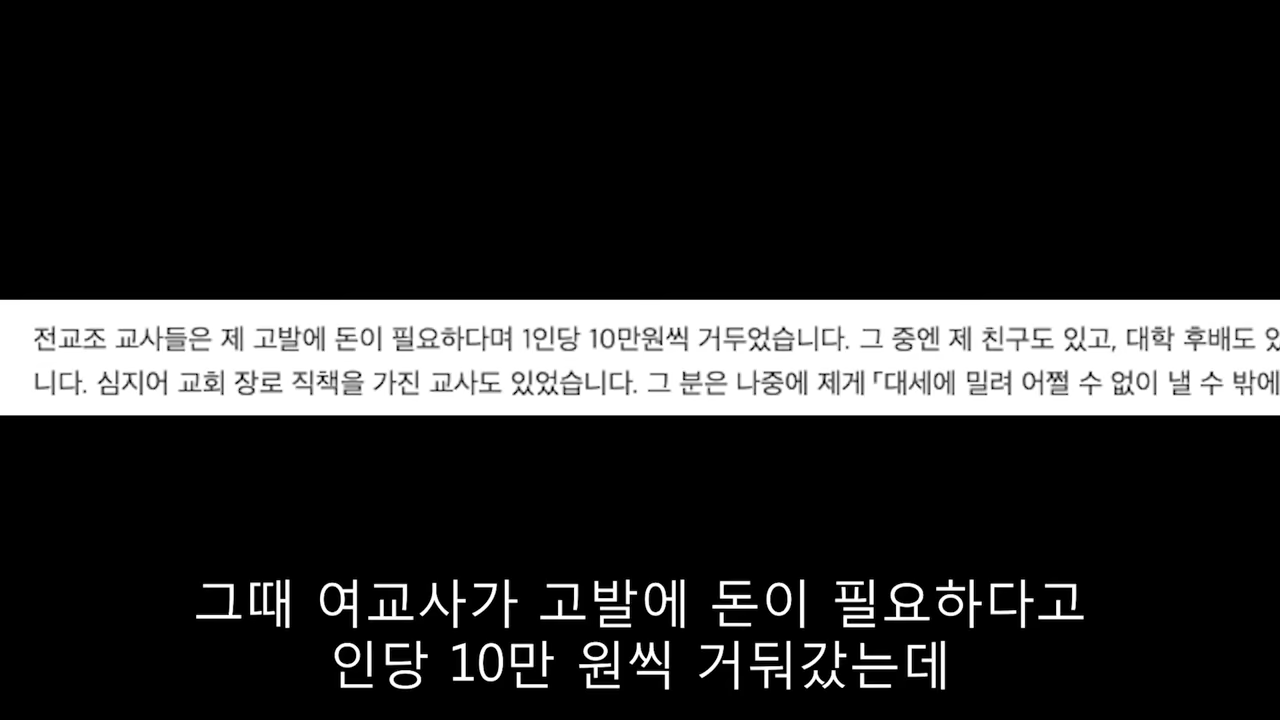 전교조 교사들은 제 고발에 돈이 필요하다며 1인당 10만원씩 거두었습니다. 그 중엔 제 친구도 있고, 대학 후배도
니다. 심지어 교회 장로 직책을 가진 교사도 있었습니다. 그 분은 나중에 제게 「대세에 밀려 어쩔 수 없이 낼 수 밖에
그때 여교사가 고발에 돈이 필요하다고
인당 10만 원씩 거둬갔는데